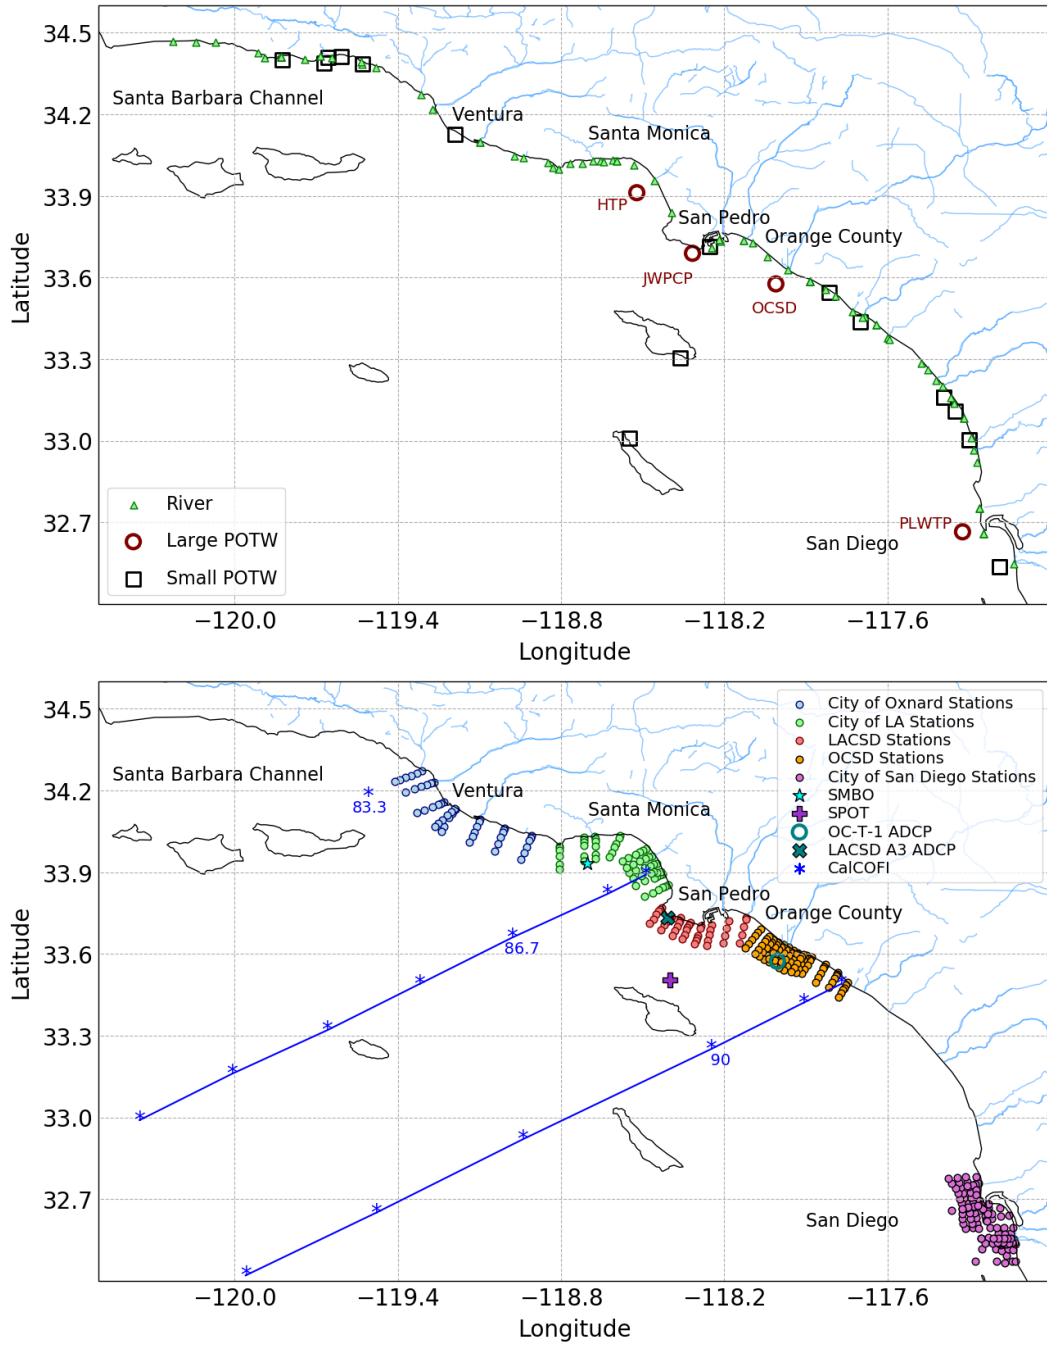 34.5
34.2
33.9
33.6
33.3
33.0
32.7
Latitude
Santa Barbara Channel
Ventura
Santa Monica
HTP
San Pedro
Orange County
JWPCP
OCSD
PLWTP
San Diego
River
Large POTW
Small POTW
−120.0 −119.4 −118.8 −118.2 −117.6
Longitude
34.5
34.2
33.9
33.6
33.3
33.0
32.7
Latitude
City of Oxnard Stations
City of LA Stations
LACSD Stations
OCSD Stations
City of San Diego Stations
SMBO
SPOT
OC-T-1 ADCP
LACSD A3 ADCP
CalCOFI
Santa Barbara Channel
83.3
Ventura
Santa Monica
San Pedro
Orange County
86.7
90
San Diego
−120.0 −119.4 −118.8 −118.2 −117.6
Longitude